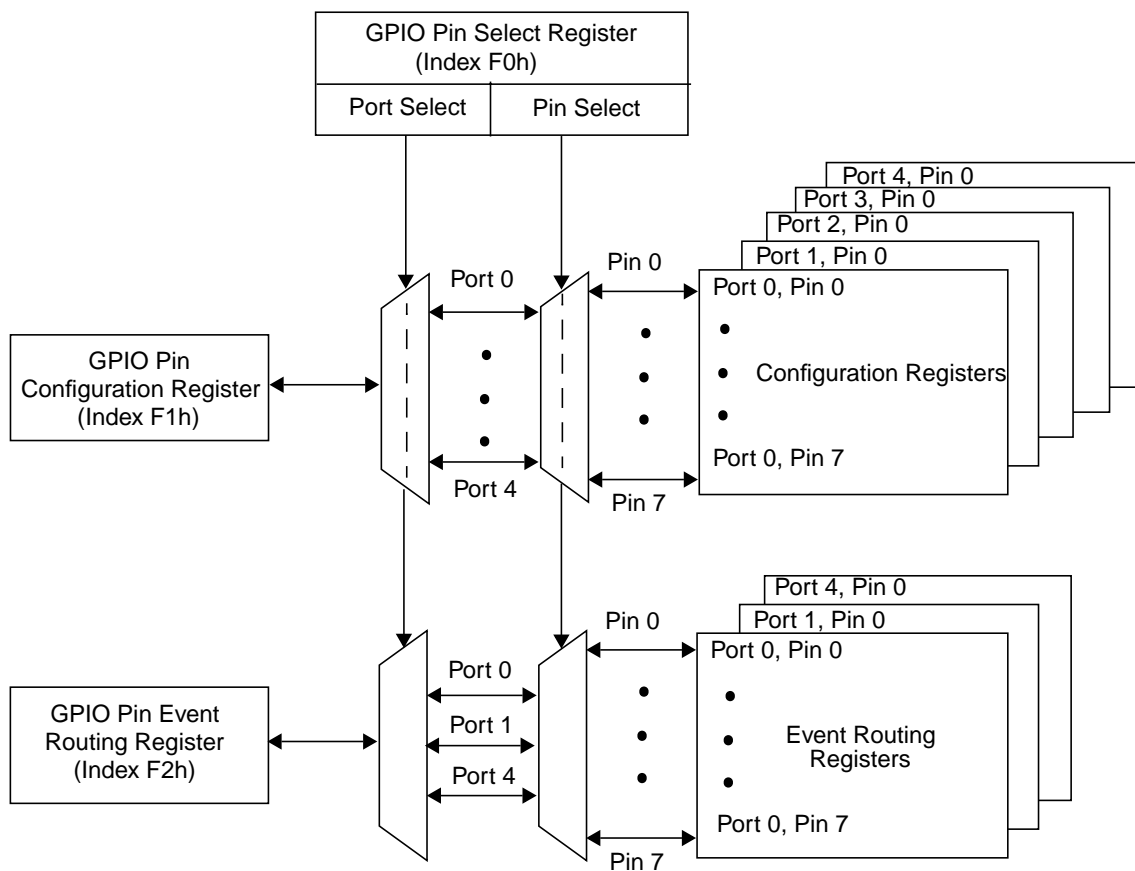 GPIO Pin Select Register
(Index F0h)
Port Select
Pin Select
Port 4, Pin 0
Port 3, Pin 0
Port 2, Pin 0
Port 1, Pin 0
Port 0, Pin 0
Port 0
Pin 0
GPIO Pin
Configuration Register
(Index F1h)
Configuration Registers
Port 0, Pin 7
Port 4
Pin 7
Port 4, Pin 0
Port 1, Pin 0
Port 0, Pin 0
Pin 0
Port 0
Port 1
Port 4
GPIO Pin Event
Routing Register
(Index F2h)
Event Routing
Registers
Port 0, Pin 7
Pin 7